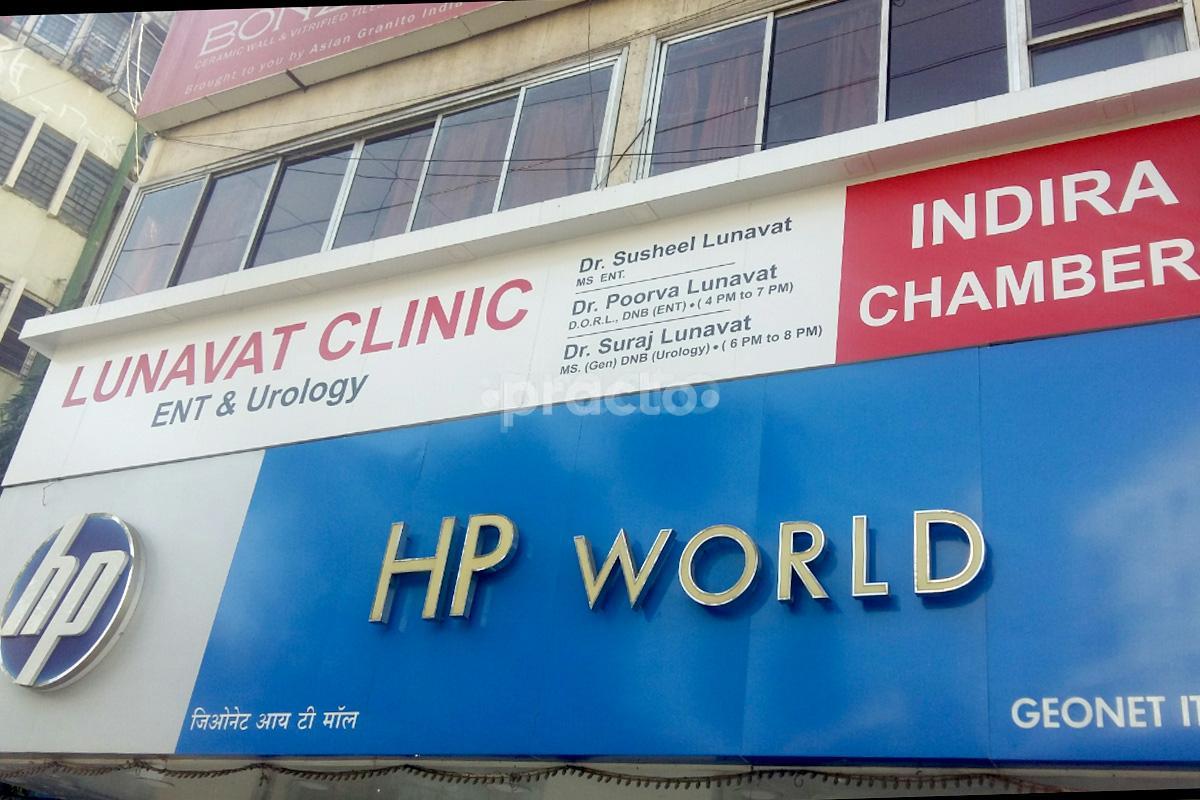 CERAMIC WALL & VITRIFIED TILES
Brought to you by Asian Granito India
LUNAVAT CLINIC
ENT & Urology
Dr. Susheel Lunavat
MS ENT.
Dr. Poorva Lunavat
D.O.R.L., DNB (ENT) • ( 4 PM to 7 PM)
Dr. Suraj Lunavat
MS. (Gen) DNB (Urology) • ( 6 PM to 8 PM)
INDIRA
CHAMBER
•practo•
hp
HP WORLD
जिओनेट आय टी मॉल
GEONET IT